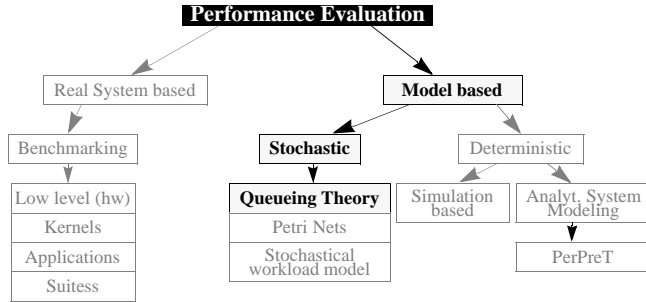 Performance Evaluation
Real System based
Model based
Benchmarking
Stochastic
Deterministic
Low level (hw)
Kernels
Applications
Suitess
Queueing Theory
Petri Nets
Stochastical
workload model
Simulation
based
Analyt. System
Modeling
PerPreT